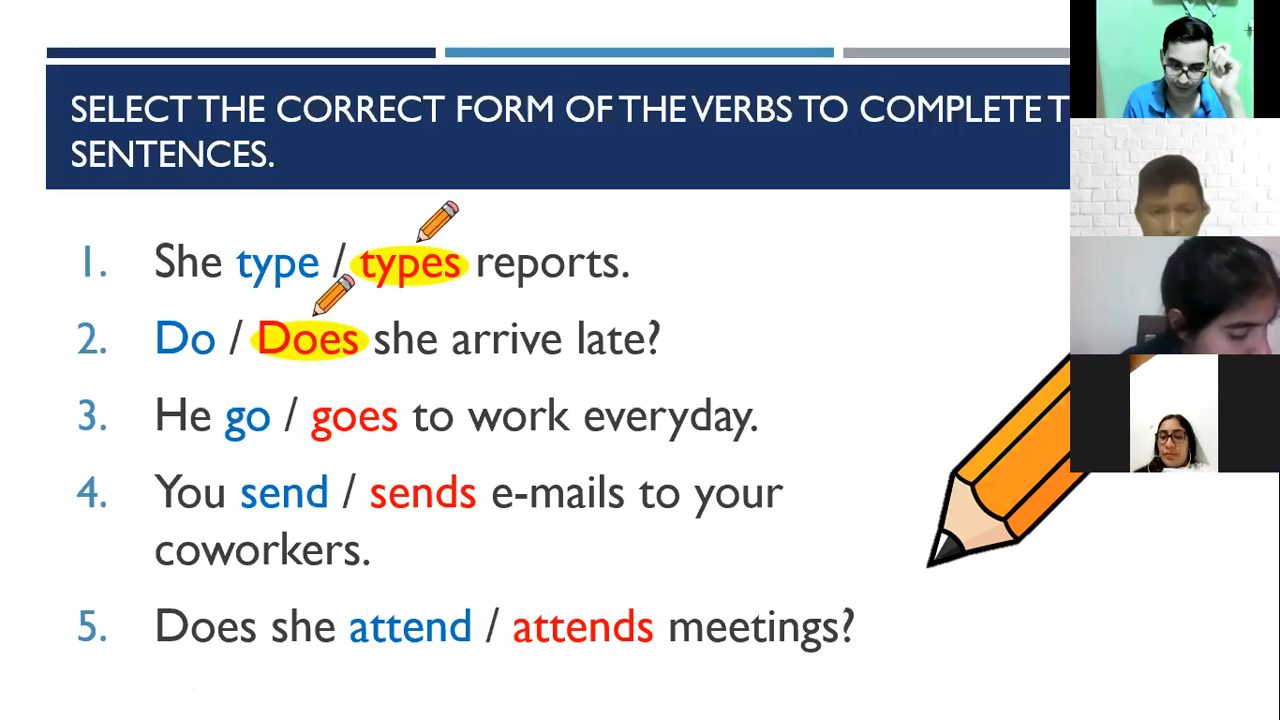 SELECT THE CORRECT FORM OF THE VERBS TO COMPLETE T
SENTENCES.
1. She type / types reports.
2. Do / Does she arrive late?
3. He go / goes to work everyday.
4. You send / sends e-mails to your
coworkers.
5. Does she attend / attends meetings?